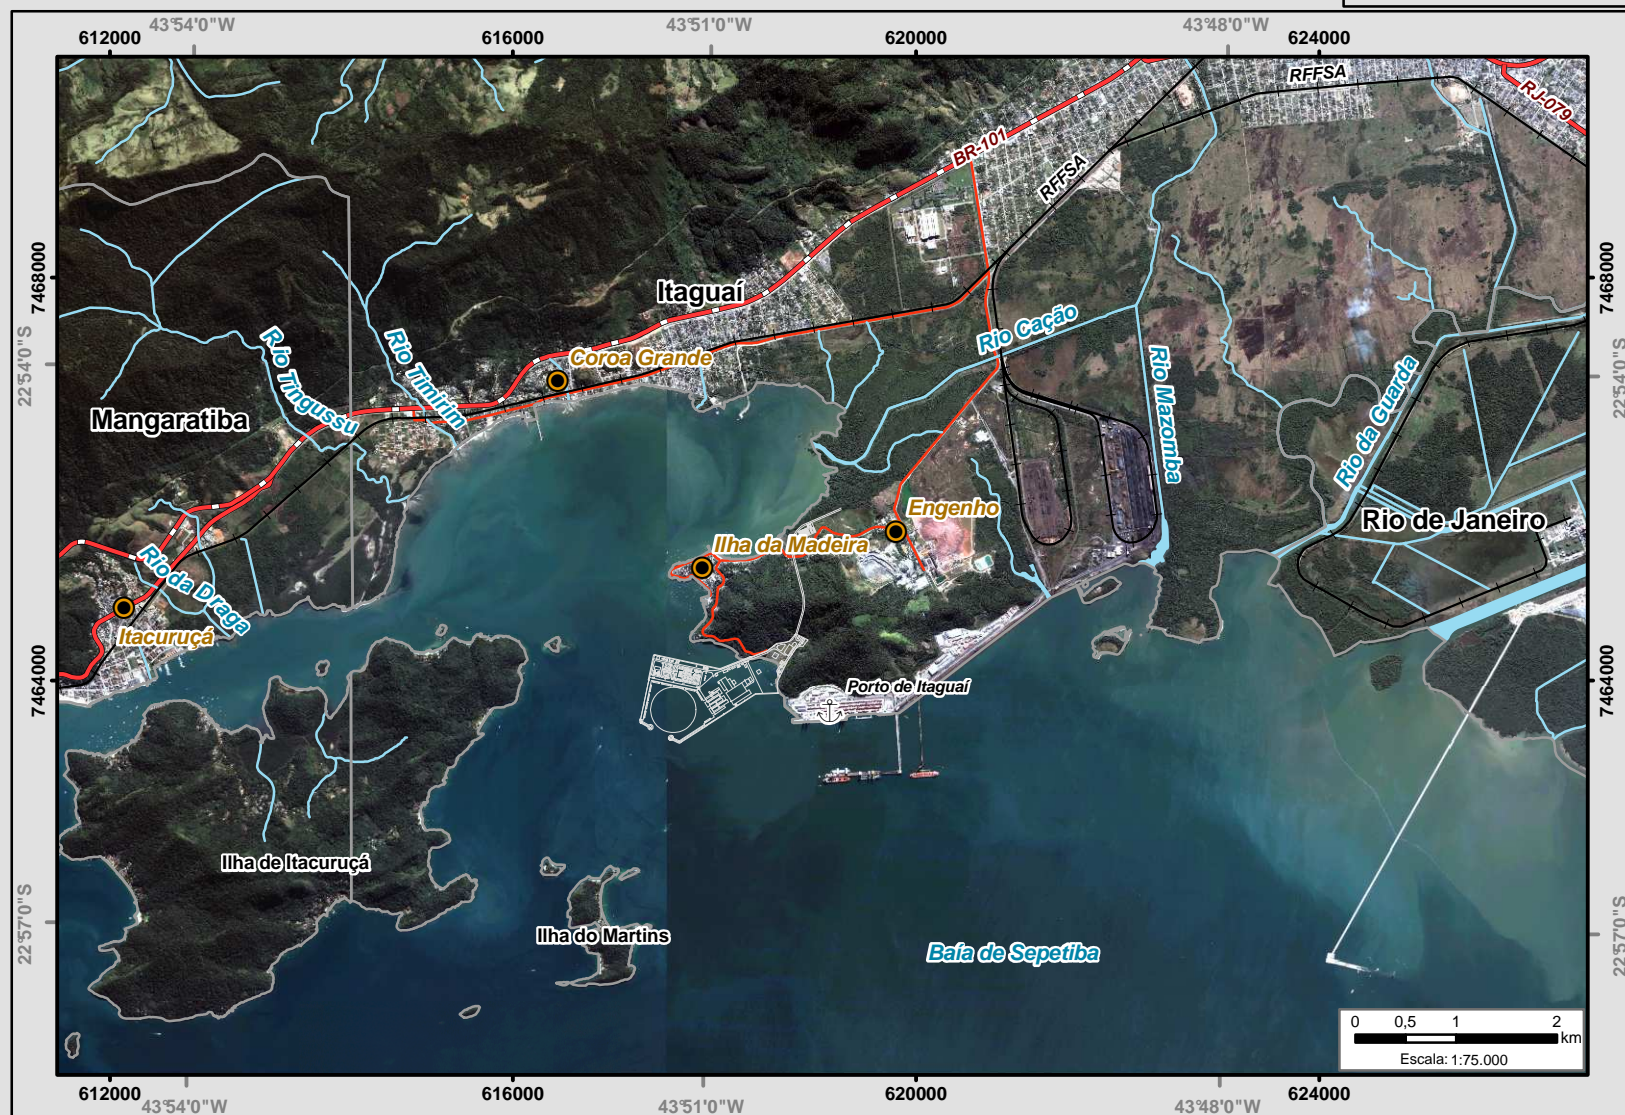 43°54'0"W
43°51'0"W
43°48'0"W
612000
616000
620000
624000
RFFSA
RJ-079
BR-101
RFFSA
7468000
7468000
Itaguaí
Rio Cação
22°54'0"S
22°54'0"S
Rio Tingussu
Rio Timirim
Coroa Grande
Rio Mazomba
Rio da Guarda
Mangaratiba
Engenho
Rio de Janeiro
Ilha da Madeira
Rio da Draga
Itacuruçá
7464000
7464000
Porto de Itaguaí
Ilha de Itacuruçá
22°57'0"S
22°57'0"S
Ilha do Martins
Baía de Sepetiba
0 0,5 1 2
km
Escala: 1:75.000
612000
616000
620000
624000
43°54'0"W
43°51'0"W
43°48'0"W